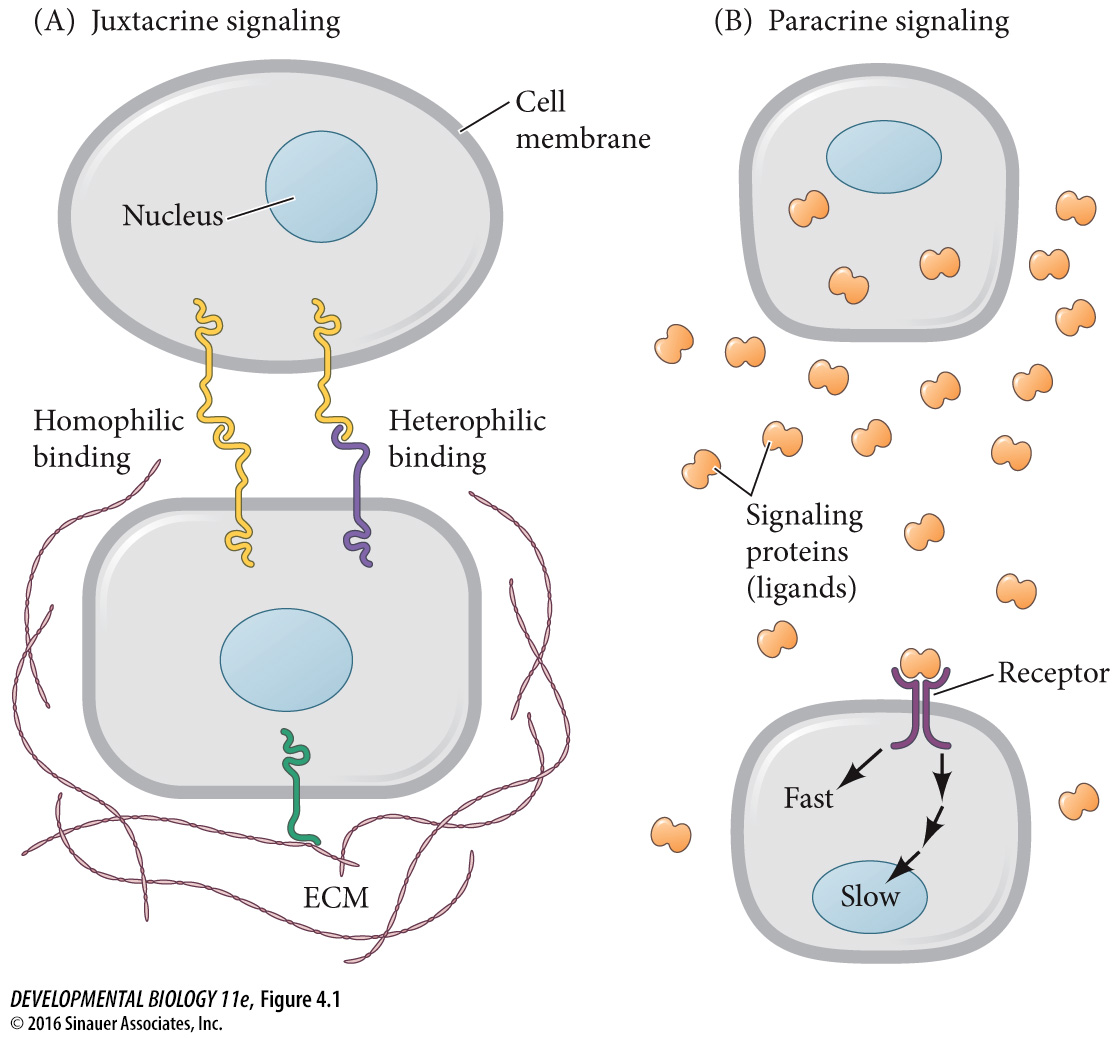 (A) Juxtacrine signaling
Cell
membrane
Nucleus
Homophilic
binding
Heterophilic
binding
ECM
(B) Paracrine signaling
Signaling
proteins
(ligands)
Receptor
Fast
Slow
DEVELOPMENTAL BIOLOGY 11e, Figure 4.1
© 2016 Sinauer Associates, Inc.